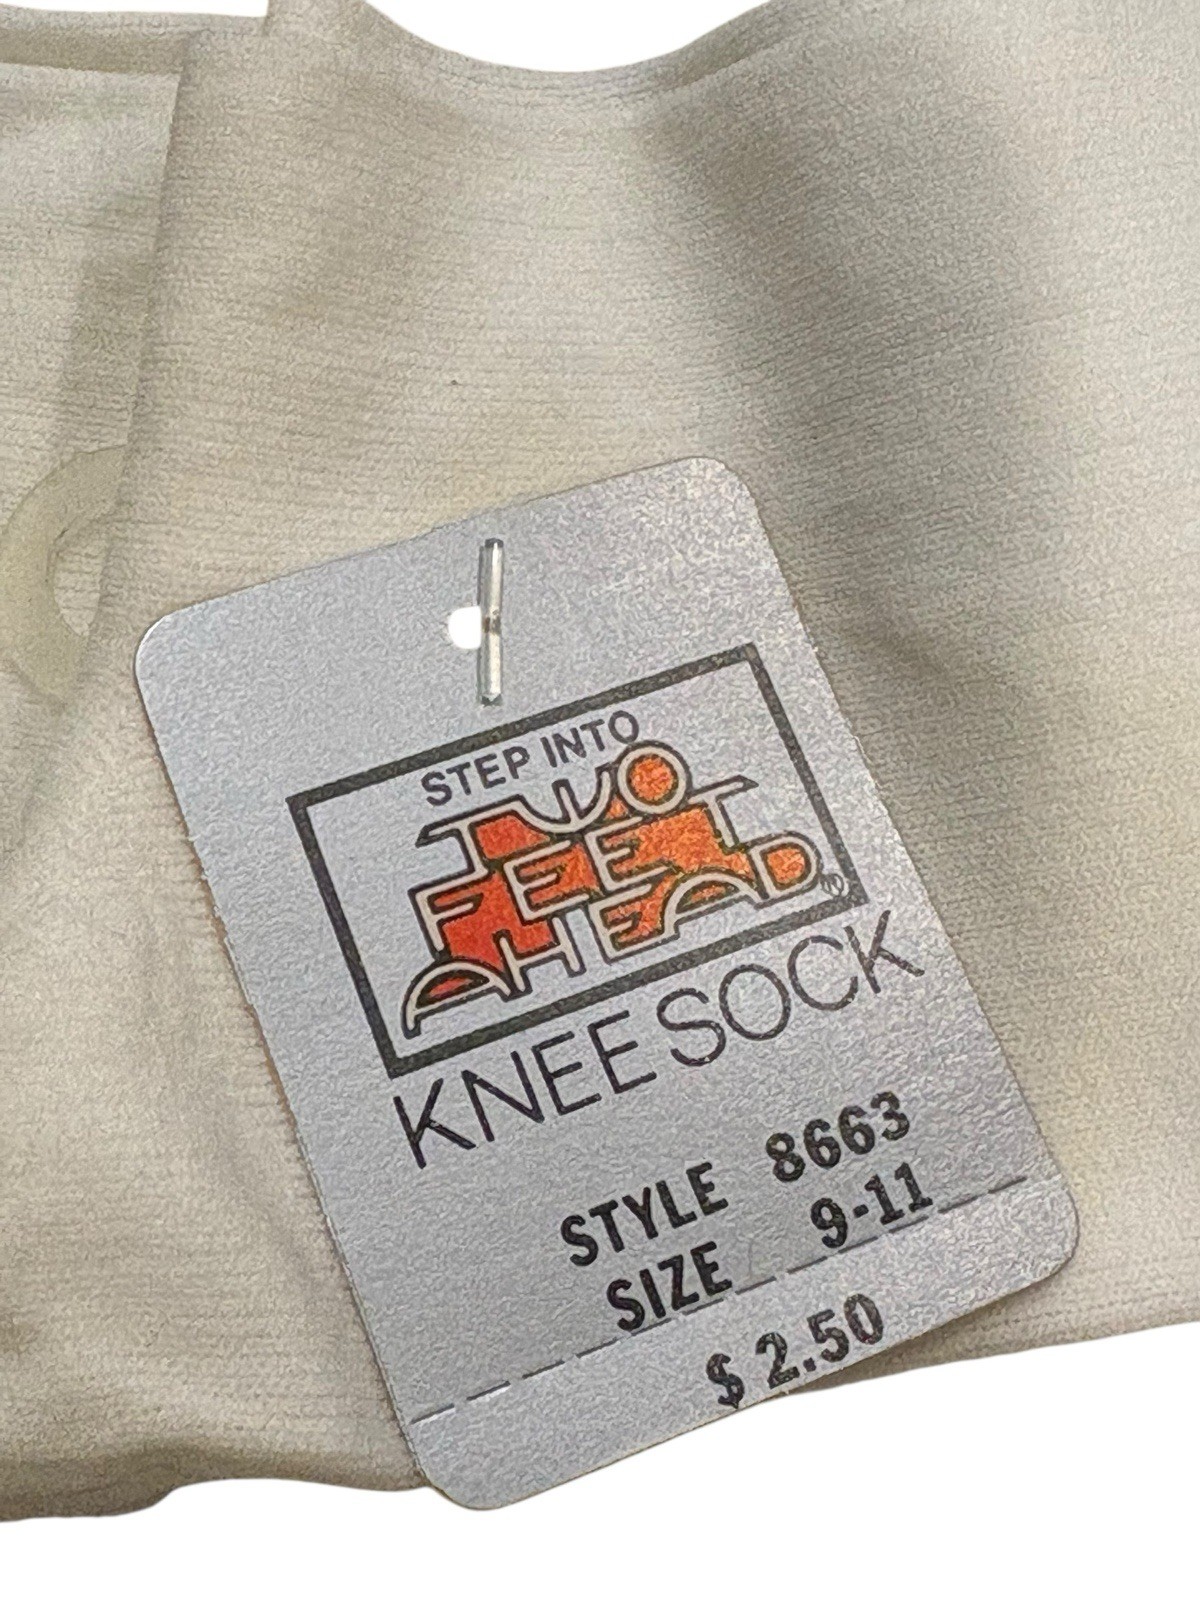 STEP INTO
TWO
FEET
AHEAD®
KNEE SOCK
STYLE 8663
SIZE 9-11
$ 2.50